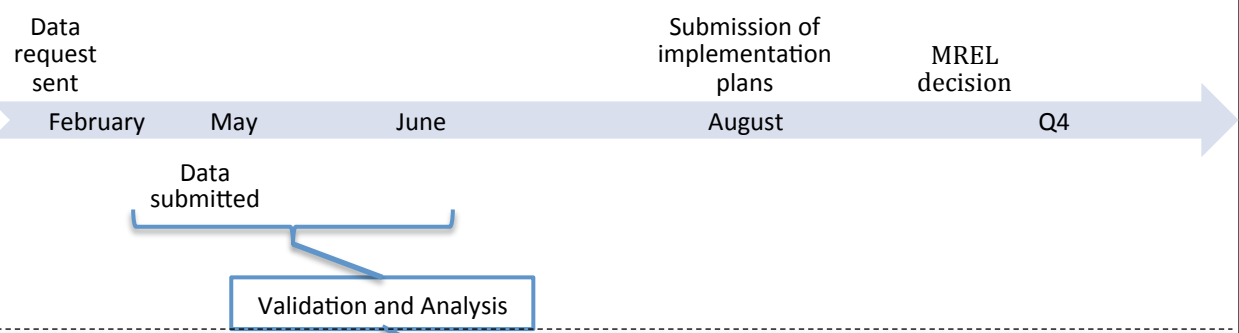 Data
request
sent
Submission of
implementation
plans
MREL
decision
February May June August Q4
Data
submitted
Validation and Analysis